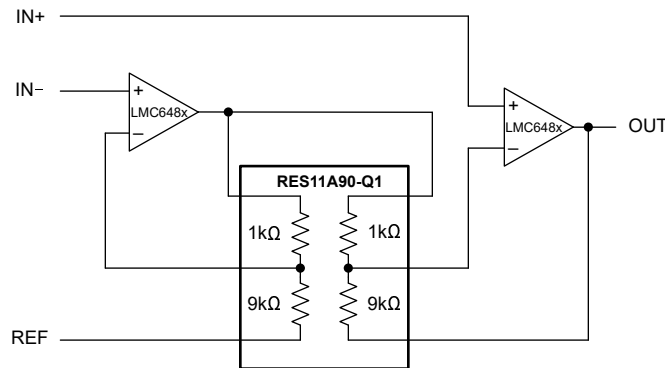 IN+
IN−
+
LMC648x
−
+
LMC648x
−
OUT
RES11A90-Q1
1kΩ
1kΩ
9kΩ
9kΩ
REF